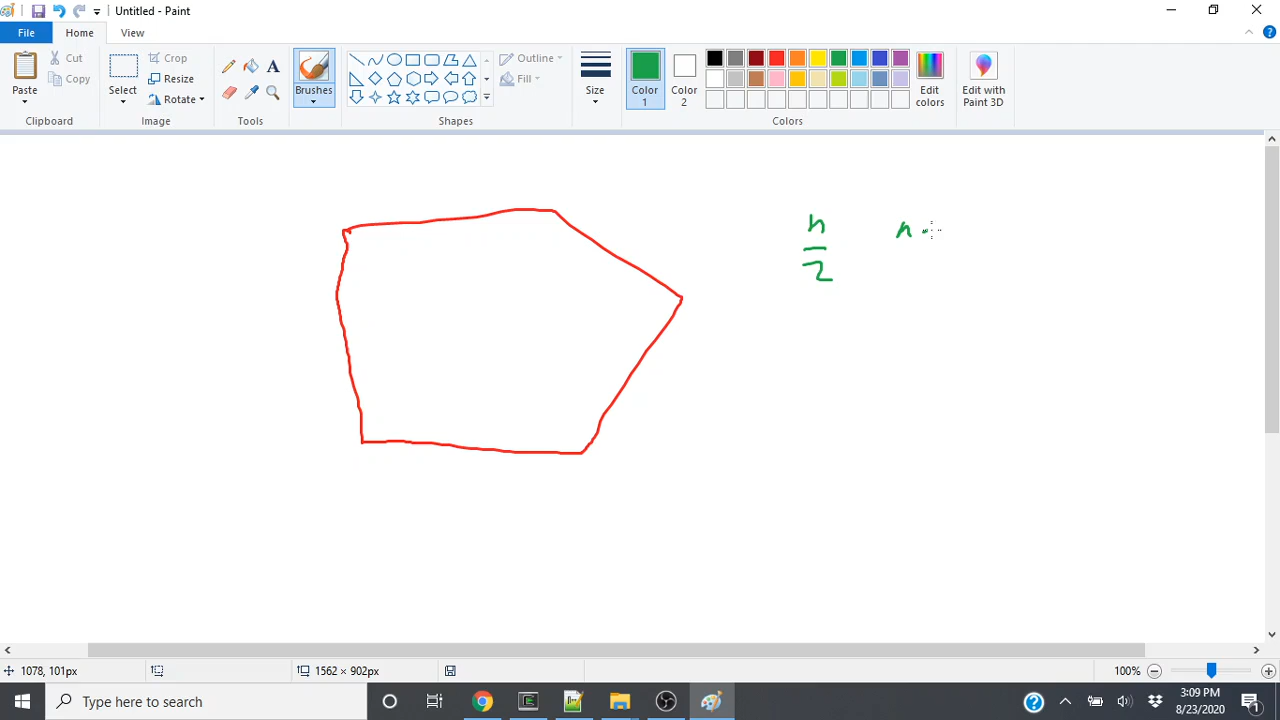 Untitled - Paint
File
Home
View
Paste
Cut
Copy
Clipboard
Select
Crop
Resize
Rotate
Image
Tools
Brushes
Shapes
Outline
Fill
Size
Color
1
Color
2
Colors
Edit
colors
Edit with
Paint 3D
n
2
n -
1078, 101px
1562 × 902px
100%
Type here to search
3:09 PM
8/23/2020
1